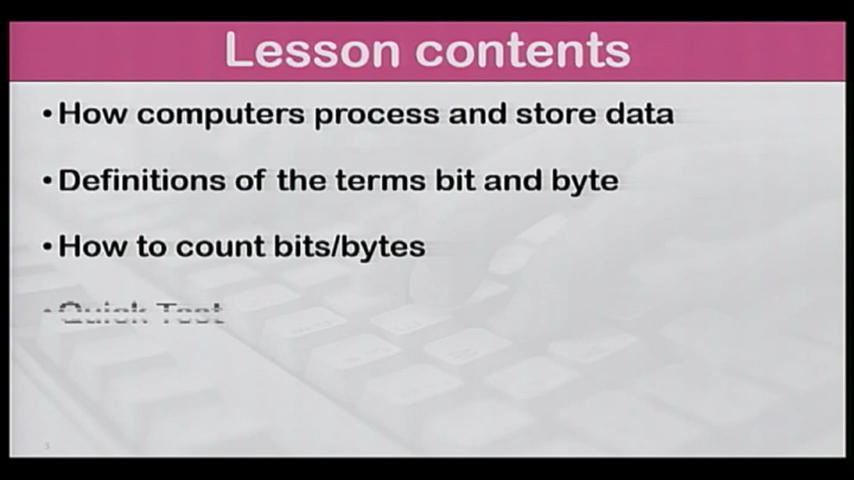 Lesson contents
• How computers process and store data
• Definitions of the terms bit and byte
• How to count bits/bytes
• Quick Test